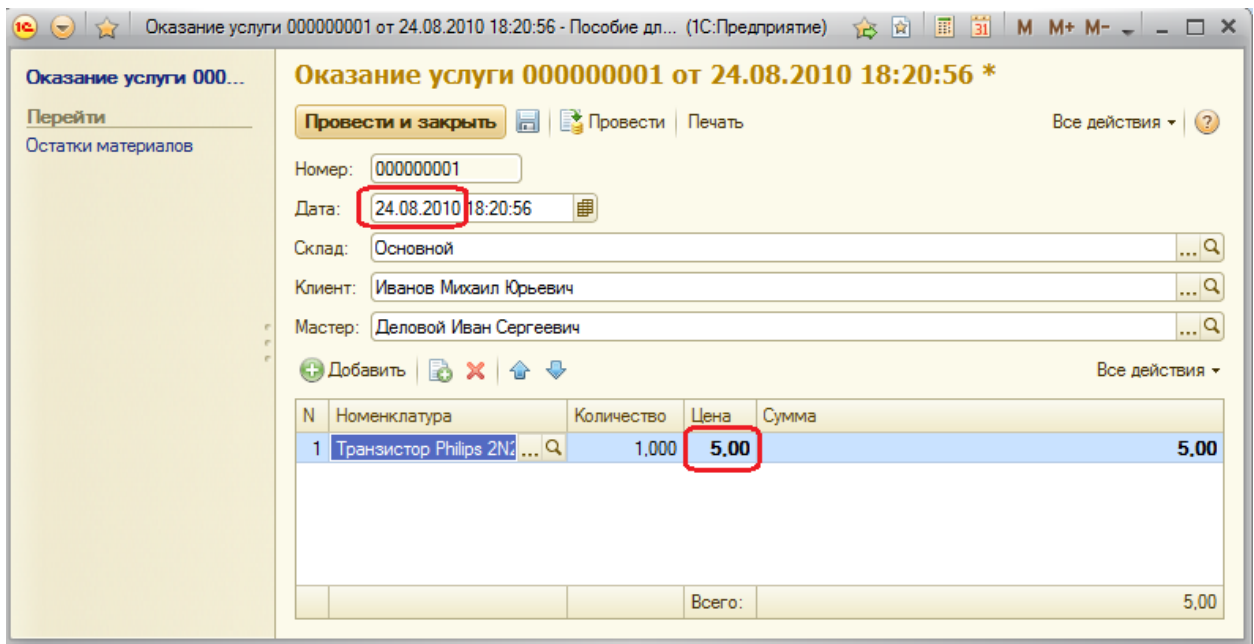 Оказание услуги 000000001 от 24.08.2010 18:20:56 - Пособие дл... (1С:Предприятие) 31 M M+ M-
Оказание услуги 000...
Перейти
Остатки материалов
Оказание услуги 000000001 от 24.08.2010 18:20:56 *
Провести и закрыть Провести Печать Все действия ?
Номер: 000000001
Дата: 24.08.2010 18:20:56
Склад: Основной ...
Клиент: Иванов Михаил Юрьевич ...
Мастер: Деловой Иван Сергеевич ...
Добавить Все действия
N Номенклатура Количество Цена Сумма
1 Транзистор Philips 2N2 ... 1,000 5,00 5,00
Всего: 5,00